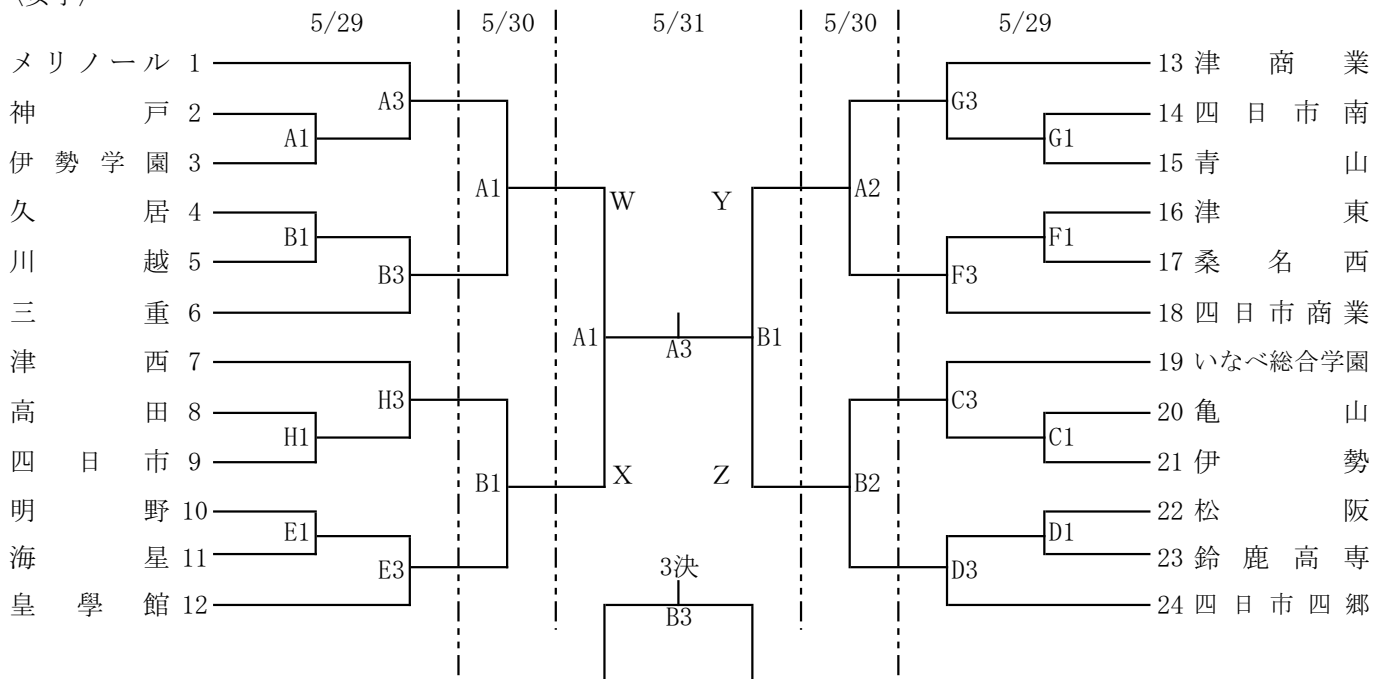 5/29 5/30 5/31 5/30 5/29
メリノール 1 13 津商業
A3 G3
神戸 2 14 四日市南
A1 G1
伊勢学園 3 15 青山
A1 W Y A2
久居 4 16 津東
B1 F1
川越 5 17 桑名西
B3 F3
三重 6 18 四日市商業
A1 A3 B1
津西 7 19 いなべ総合学園
H3 C3
高田 8 20 亀山
H1 C1
四日市 9 21 伊勢
B1 X Z B2
明野 10 22 松阪
E1 D1
海星 11 23 鈴鹿高専
E3 3決 D3
皇學館 12 24 四日市四郷
B3